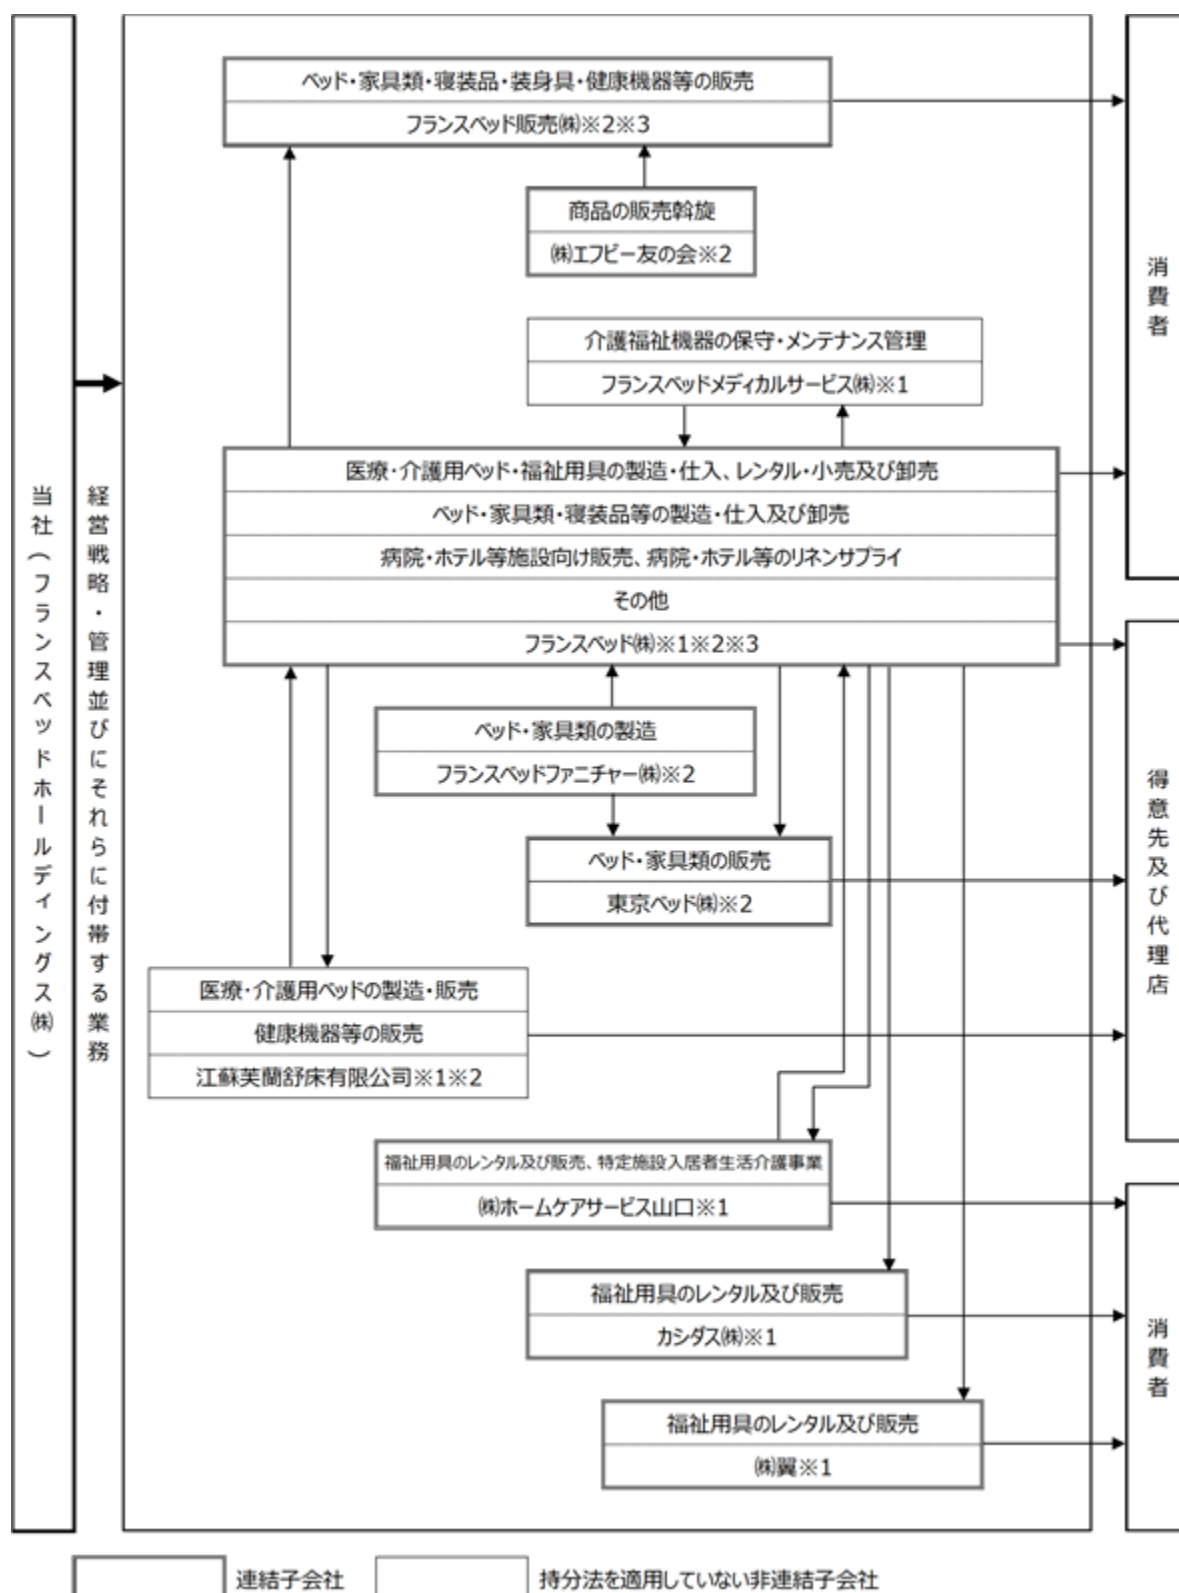 当社（フランスベッドホールディングス㈱）
経営戦略・管理並びにそれらに付帯する業務
ベッド・家具類・寝装品・装身具・健康機器等の販売
フランスベッド販売㈱※2※3
商品の販売斡旋
㈱エフビー友の会※2
介護福祉機器の保守・メンテナンス管理
フランスベッドメディカルサービス㈱※1
医療・介護用ベッド・福祉用具の製造・仕入、レンタル・小売及び卸売
ベッド・家具類・寝装品等の製造・仕入及び卸売
病院・ホテル等施設向け販売、病院・ホテル等のリネンサプライ
その他
フランスベッド㈱※1※2※3
ベッド・家具類の製造
フランスベッドファニチャー㈱※2
ベッド・家具類の販売
東京ベッド㈱※2
医療・介護用ベッドの製造・販売
健康機器等の販売
江蘇芙蘭舒床有限公司※1※2
福祉用具のレンタル及び販売、特定施設入居者生活介護事業
㈱ホームケアサービス山口※1
福祉用具のレンタル及び販売
カシダス㈱※1
福祉用具のレンタル及び販売
㈱翼※1
消費者
得意先及び代理店
消費者
連結子会社
持分法を適用していない非連結子会社